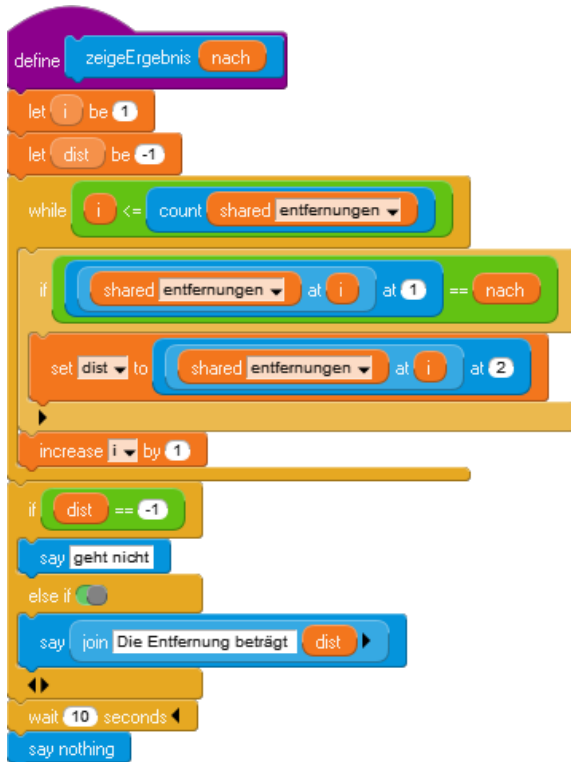 define zeigeErgebnis nach
let i be 1
let dist be -1
while i <= count shared entfernungen
if shared entfernungen at i at 1 == nach
set dist to shared entfernungen at i at 2
increase i by 1
if dist == -1
say geht nicht
else if
say join Die Entfernung beträgt dist
wait 10 seconds
say nothing